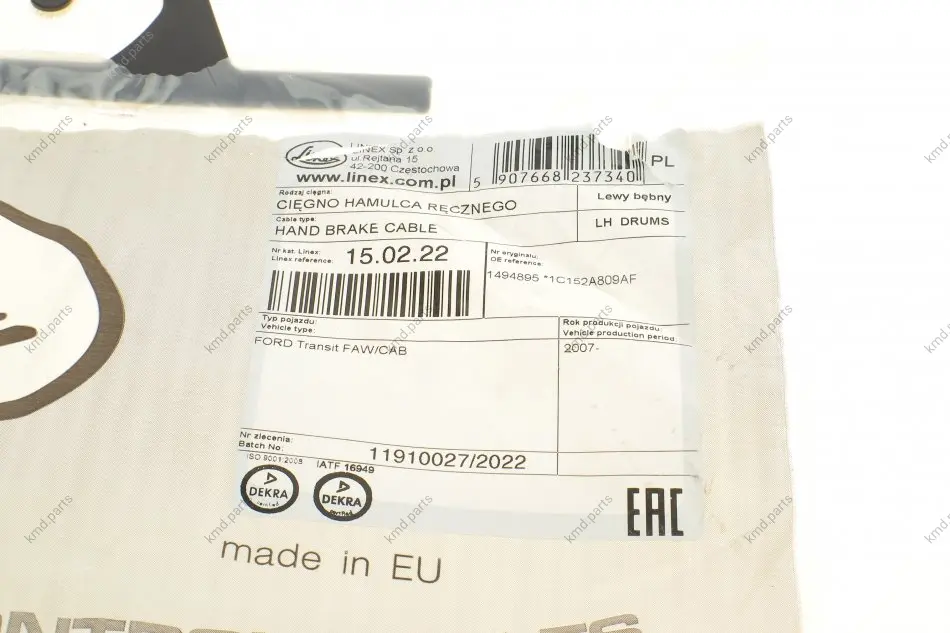 Linex
LINEX Sp. z o.o
ul.Rejtana 15
42-200 Częstochowa
www.linex.com.pl
5 907668 237340
PL
Rodzaj cięgna:
CIĘGNO HAMULCA RĘCZNEGO
Lewy bębny
Cable type:
HAND BRAKE CABLE
LH DRUMS
Nr kat. Linex:
Linex reference:
15.02.22
Nr oryginału:
OE reference:
1494895 *1C152A809AF
Typ pojazdu:
Vehicle type:
FORD Transit FAW/CAB
Rok produkcji pojazdu:
Vehicle production period
2007-
Nr zlecenia:
Batch No:
11910027/2022
ISO 9001:2008
IATF 16949
DEKRA
certified
DEKRA
certified
EAC
made in EU
kmd.parts